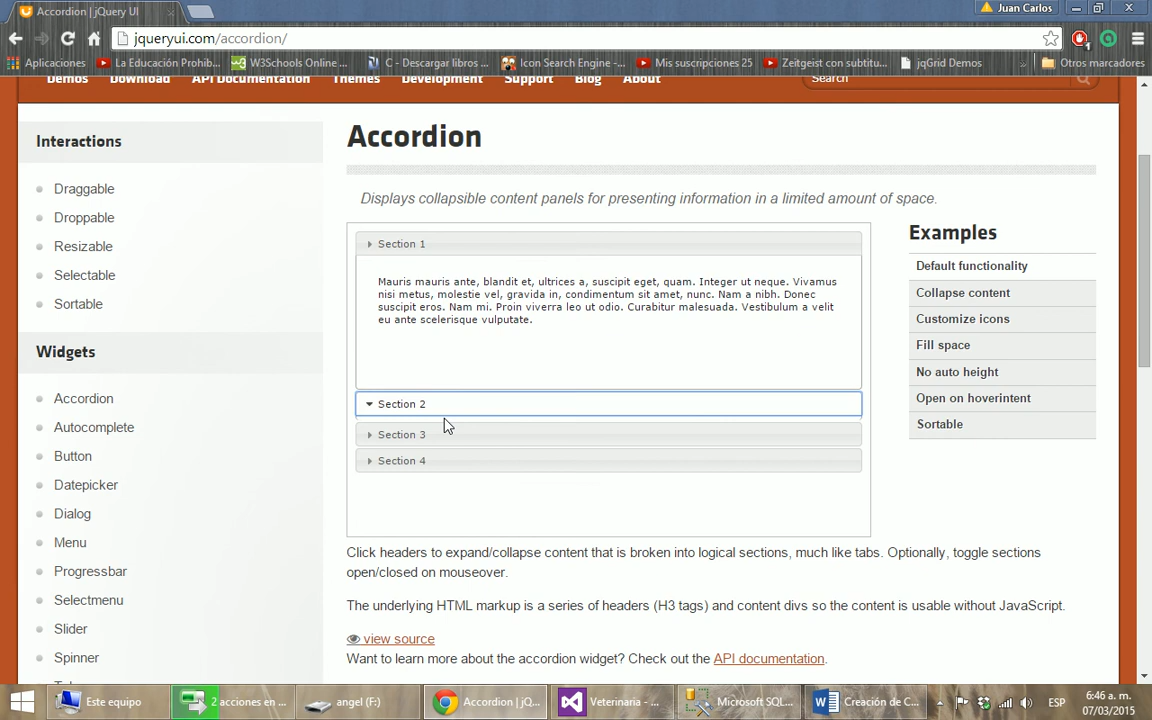 Accordion | jQuery UI
Juan Carlos
jqueryui.com/accordion/
1
Aplicaciones
La Educación Prohib...
W3Schools Online ...
C - Descargar libros ...
Icon Search Engine -...
Mis suscripciones 25
Zeitgeist con subtitu...
jqGrid Demos
Otros marcadores
Demos Download API Documentation Themes Development Support Blog About
Search
Interactions
Draggable
Droppable
Resizable
Selectable
Sortable
Widgets
Accordion
Autocomplete
Button
Datepicker
Dialog
Menu
Progressbar
Selectmenu
Slider
Spinner
Accordion
Displays collapsible content panels for presenting information in a limited amount of space.
Section 1
Mauris mauris ante, blandit et, ultrices a, suscipit eget, quam. Integer ut neque. Vivamus
nisi metus, molestie vel, gravida in, condimentum sit amet, nunc. Nam a nibh. Donec
suscipit eros. Nam mi. Proin viverra leo ut odio. Curabitur malesuada. Vestibulum a velit
eu ante scelerisque vulputate.
Section 2
Section 3
Section 4
Examples
Default functionality
Collapse content
Customize icons
Fill space
No auto height
Open on hoverintent
Sortable
Click headers to expand/collapse content that is broken into logical sections, much like tabs. Optionally, toggle sections
open/closed on mouseover.
The underlying HTML markup is a series of headers (H3 tags) and content divs so the content is usable without JavaScript.
view source
Want to learn more about the accordion widget? Check out the API documentation.
Este equipo
2 acciones en ...
angel (F:)
Accordion | jQ...
Veterinaria - ...
Microsoft SQL...
Creación de C...
ESP
6:46 a. m.
07/03/2015